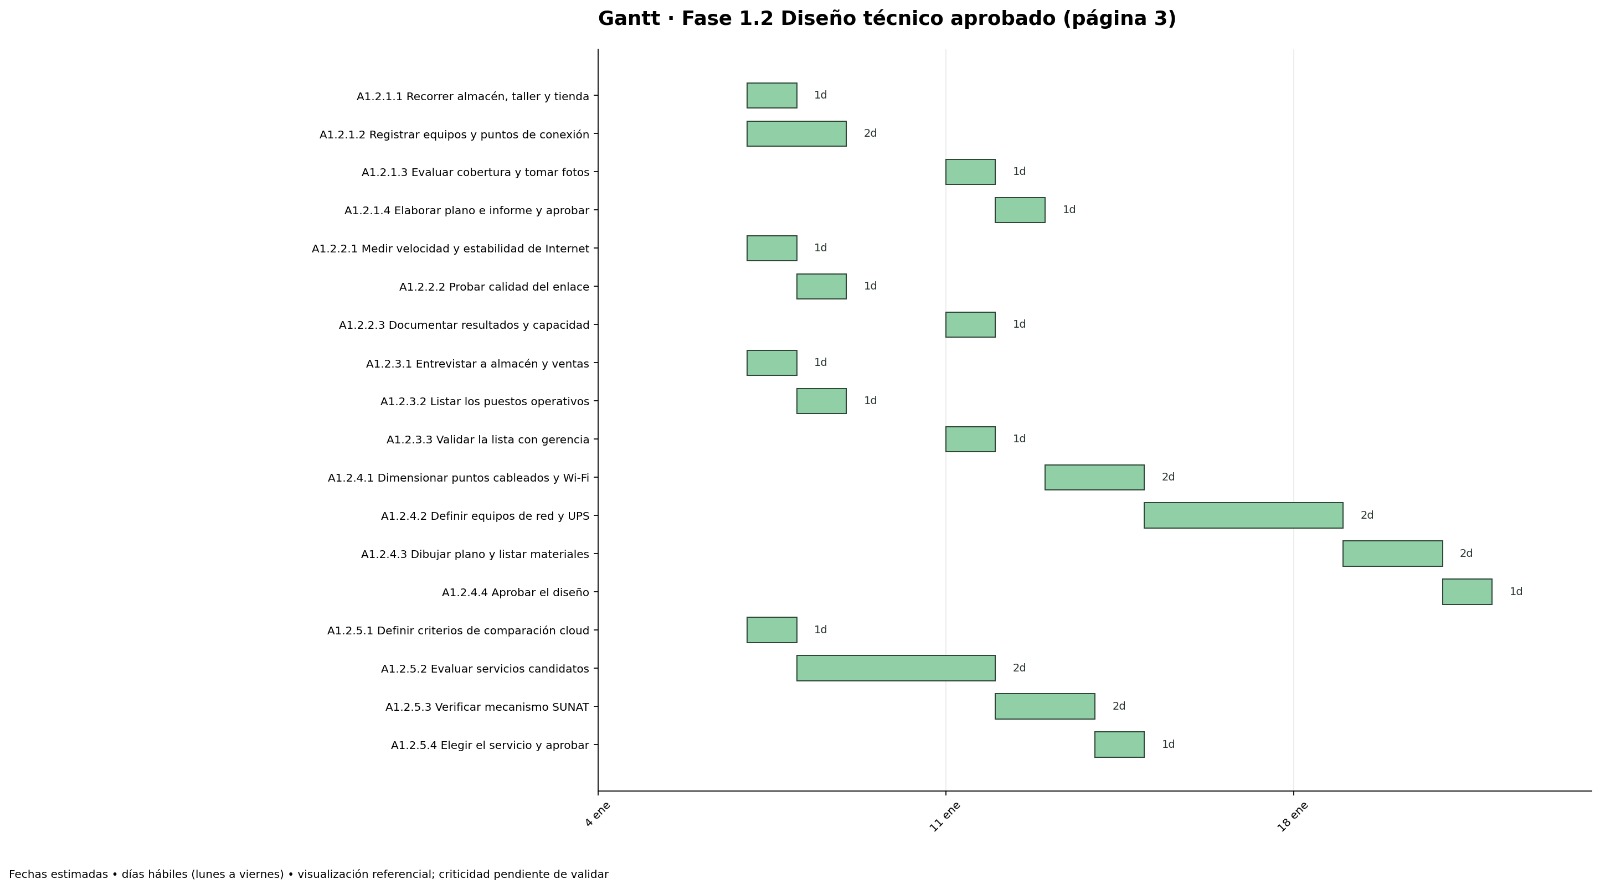 Gantt · Fase 1.2 Diseño técnico aprobado (página 3)
A1.2.1.1 Recorrer almacén, taller y tienda 1d
A1.2.1.2 Registrar equipos y puntos de conexión 2d
A1.2.1.3 Evaluar cobertura y tomar fotos 1d
A1.2.1.4 Elaborar plano e informe y aprobar 1d
A1.2.2.1 Medir velocidad y estabilidad de Internet 1d
A1.2.2.2 Probar calidad del enlace 1d
A1.2.2.3 Documentar resultados y capacidad 1d
A1.2.3.1 Entrevistar a almacén y ventas 1d
A1.2.3.2 Listar los puestos operativos 1d
A1.2.3.3 Validar la lista con gerencia 1d
A1.2.4.1 Dimensionar puntos cableados y Wi-Fi 2d
A1.2.4.2 Definir equipos de red y UPS 2d
A1.2.4.3 Dibujar plano y listar materiales 2d
A1.2.4.4 Aprobar el diseño 1d
A1.2.5.1 Definir criterios de comparación cloud 1d
A1.2.5.2 Evaluar servicios candidatos 2d
A1.2.5.3 Verificar mecanismo SUNAT 2d
A1.2.5.4 Elegir el servicio y aprobar 1d
4 ene 11 ene 18 ene
Fechas estimadas • días hábiles (lunes a viernes) • visualización referencial; criticidad pendiente de validar